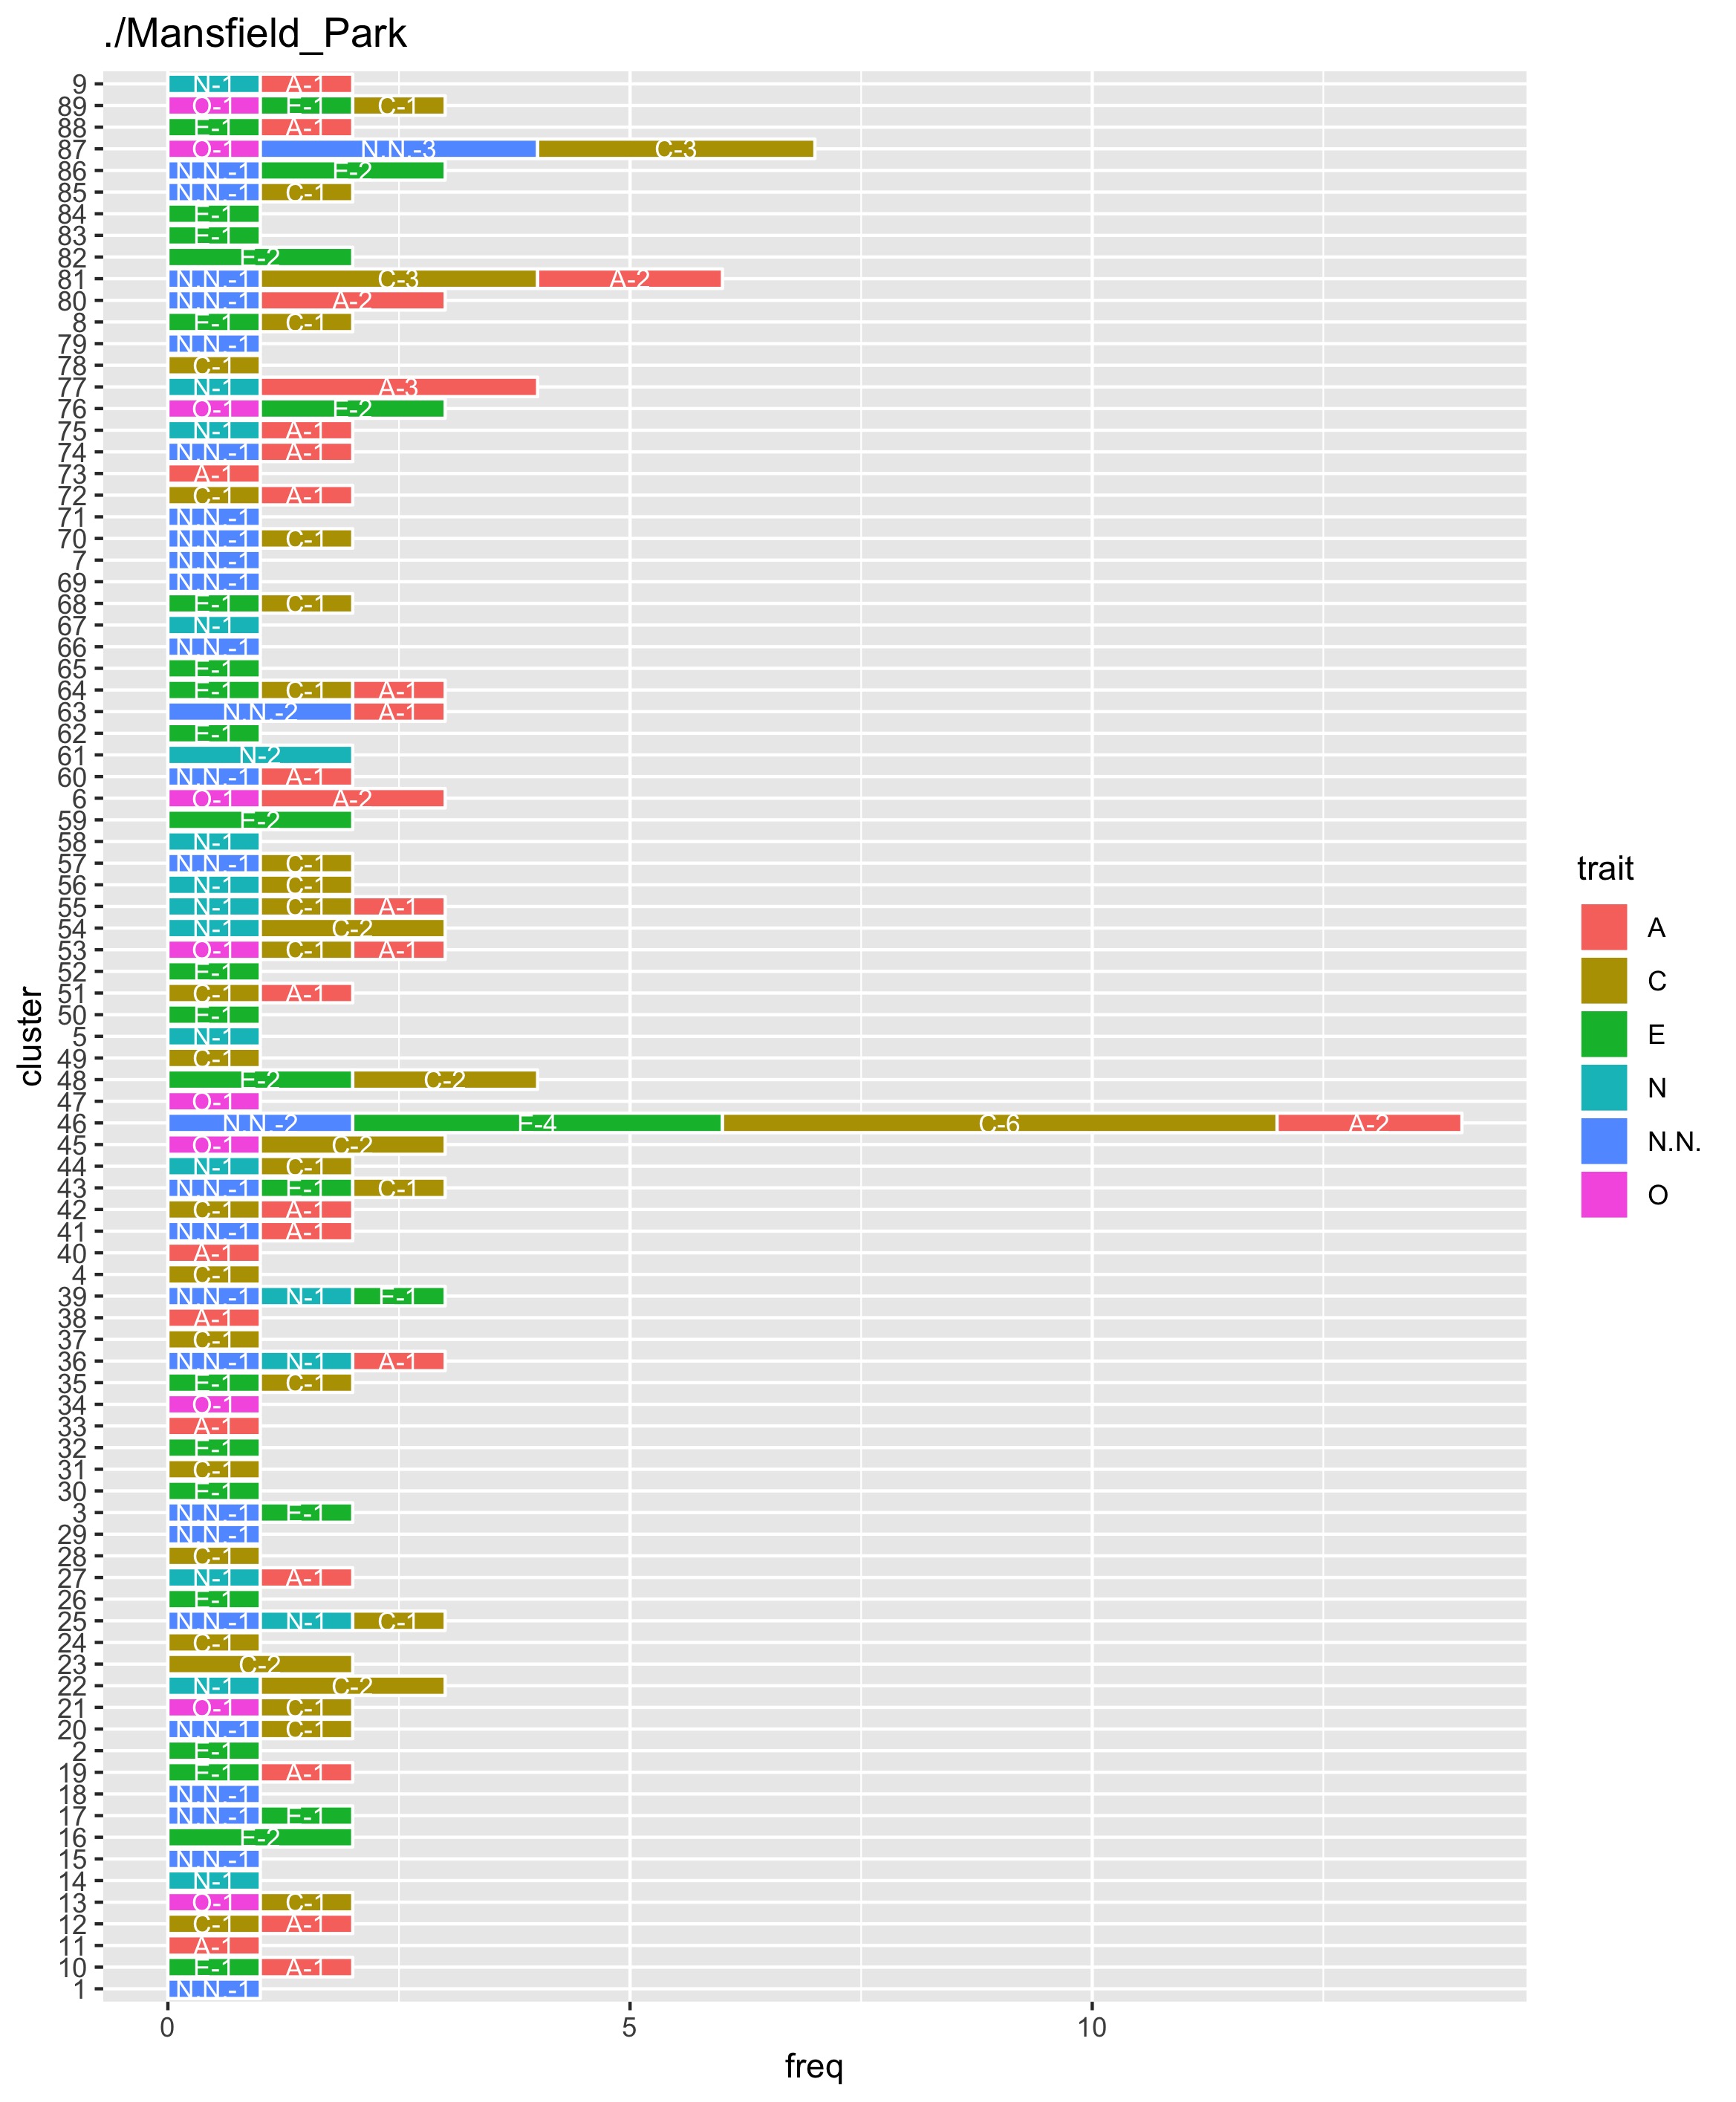 ./Mansfield_Park
9 N-1 A-1
89 O-1 E-1 C-1
88 E-1 A-1
87 O-1 N.N.-3 C-3
86 N.N.-1 E-2
85 N.N.-1 C-1
84 E-1
83 E-1
82 E-2
81 N.N.-1 C-3 A-2
80 N.N.-1 A-2
8 E-1 C-1
79 N.N.-1
78 C-1
77 N-1 A-3
76 O-1 E-2
75 N-1 A-1
74 N.N.-1 A-1
73 A-1
72 C-1 A-1
71 N.N.-1
70 N.N.-1 C-1
7 N.N.-1
69 N.N.-1
68 E-1 C-1
67 N-1
66 N.N.-1
65 E-1
64 E-1 C-1 A-1
63 N.N.-2 A-1
62 E-1
61 N-2
60 N.N.-1 A-1
6 O-1 A-2
59 E-2
58 N-1
57 N.N.-1 C-1
56 N-1 C-1
55 N-1 C-1 A-1
54 N-1 C-2
53 O-1 C-1 A-1
52 E-1
51 C-1 A-1
50 E-1
5 N-1
49 C-1
48 E-2 C-2
47 O-1
46 N.N.-2 E-4 C-6 A-2
45 O-1 C-2
44 N-1 C-1
43 N.N.-1 E-1 C-1
42 C-1 A-1
41 N.N.-1 A-1
40 A-1
4 C-1
39 N.N.-1 N-1 E-1
38 A-1
37 C-1
36 N.N.-1 N-1 A-1
35 E-1 C-1
34 O-1
33 A-1
32 E-1
31 C-1
30 E-1
3 N.N.-1 E-1
29 N.N.-1
28 C-1
27 N-1 A-1
26 E-1
25 N.N.-1 N-1 C-1
24 C-1
23 C-2
22 N-1 C-2
21 O-1 C-1
20 N.N.-1 C-1
2 E-1
19 E-1 A-1
18 N.N.-1
17 N.N.-1 E-1
16 E-2
15 N.N.-1
14 N-1
13 O-1 C-1
12 C-1 A-1
11 A-1
10 E-1 A-1
1 N.N.-1
0 5 10
freq
cluster
trait
A
C
E
N
N.N.
O